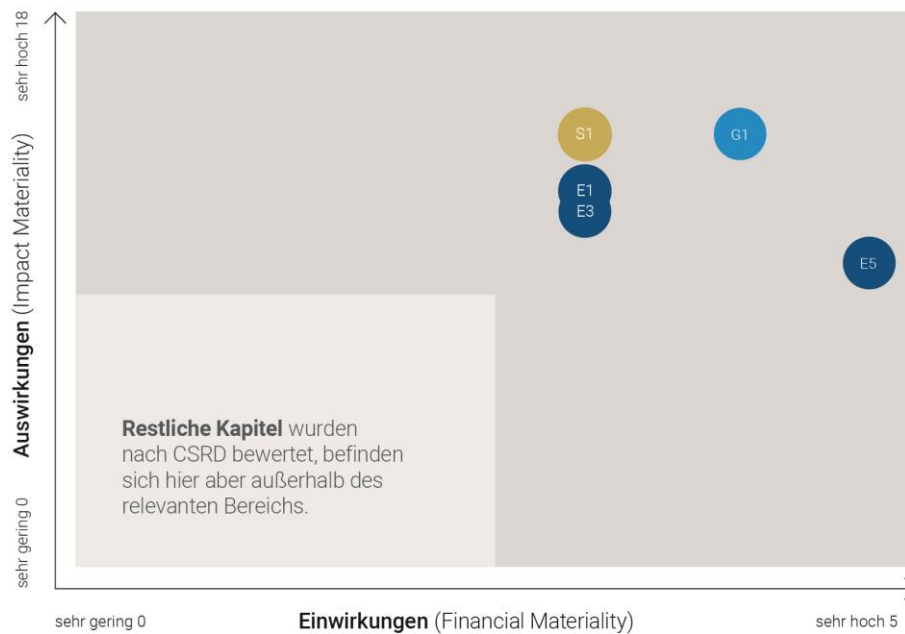 sehr hoch 18
Auswirkungen (Impact Materiality)
sehr gering 0
S1
G1
E1
E3
E5
Restliche Kapitel wurden
nach CSRD bewertet, befinden
sich hier aber außerhalb des
relevanten Bereichs.
sehr gering 0
Einwirkungen (Financial Materiality)
sehr hoch 5